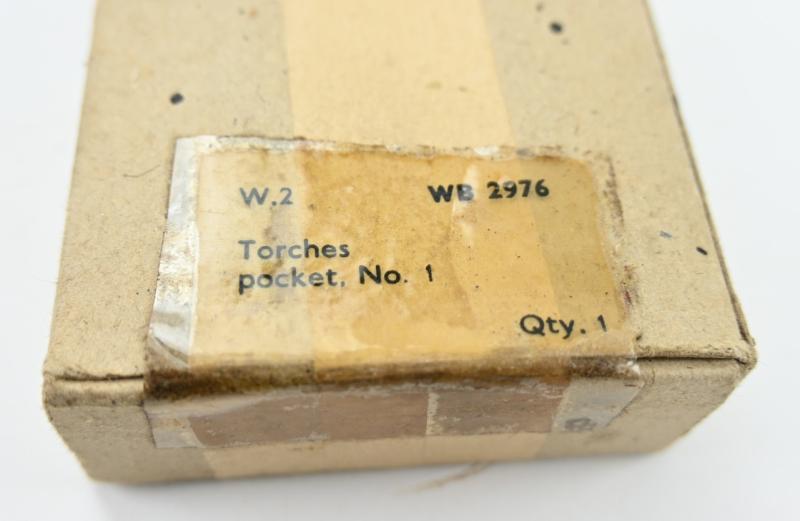 W.2 WB 2976
Torches
pocket, No. 1
Qty. 1